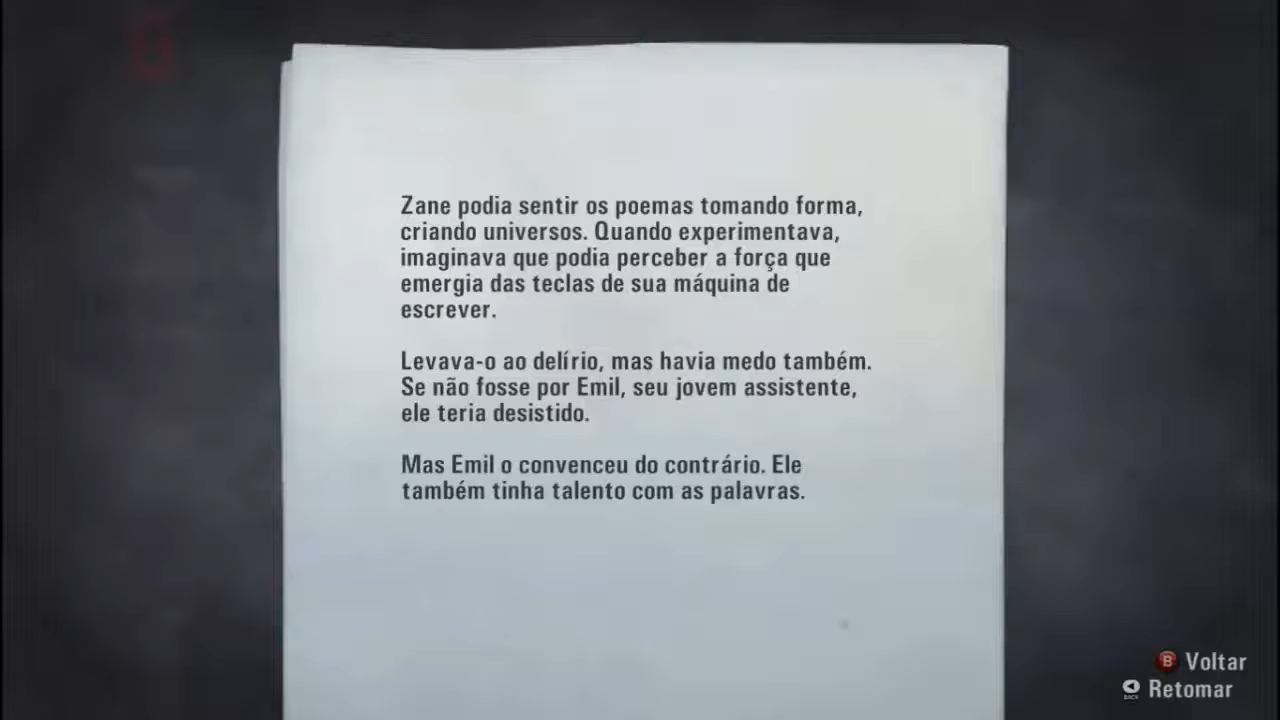 Zane podia sentir os poemas tomando forma,
criando universos. Quando experimentava,
imaginava que podia perceber a força que
emergia das teclas de sua máquina de
escrever.
Levava-o ao delírio, mas havia medo também.
Se não fosse por Emil, seu jovem assistente,
ele teria desistido.
Mas Emil o convenceu do contrário. Ele
também tinha talento com as palavras.
B Voltar
BACK Retomar